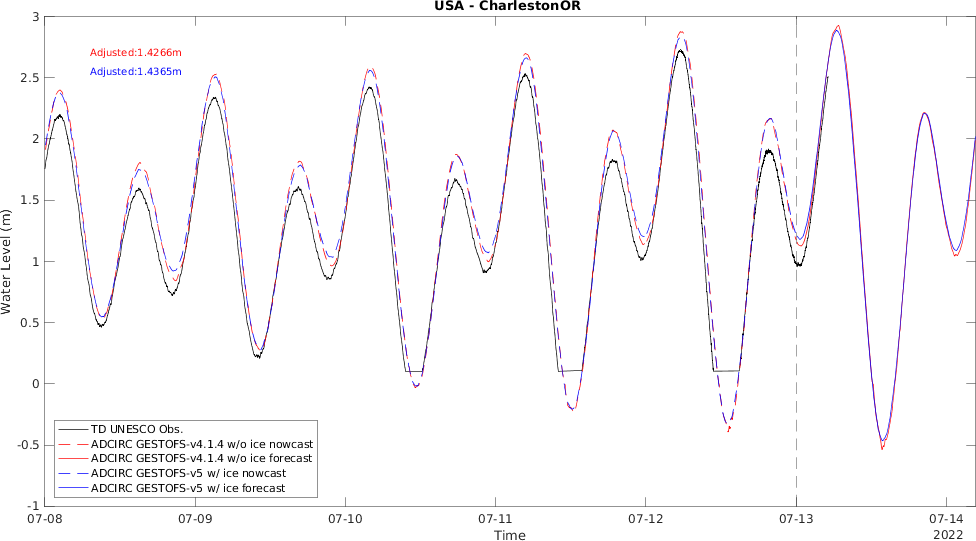 USA - CharlestonOR
Adjusted:1.4266m
Adjusted:1.4365m
3
2.5
2
1.5
1
0.5
0
-0.5
-1
Water Level (m)
TD UNESCO Obs.
ADCIRC GESTOFS-v4.1.4 w/o ice nowcast
ADCIRC GESTOFS-v4.1.4 w/o ice forecast
ADCIRC GESTOFS-v5 w/ ice nowcast
ADCIRC GESTOFS-v5 w/ ice forecast
07-08 07-09 07-10 07-11 07-12 07-13 07-14
Time
2022